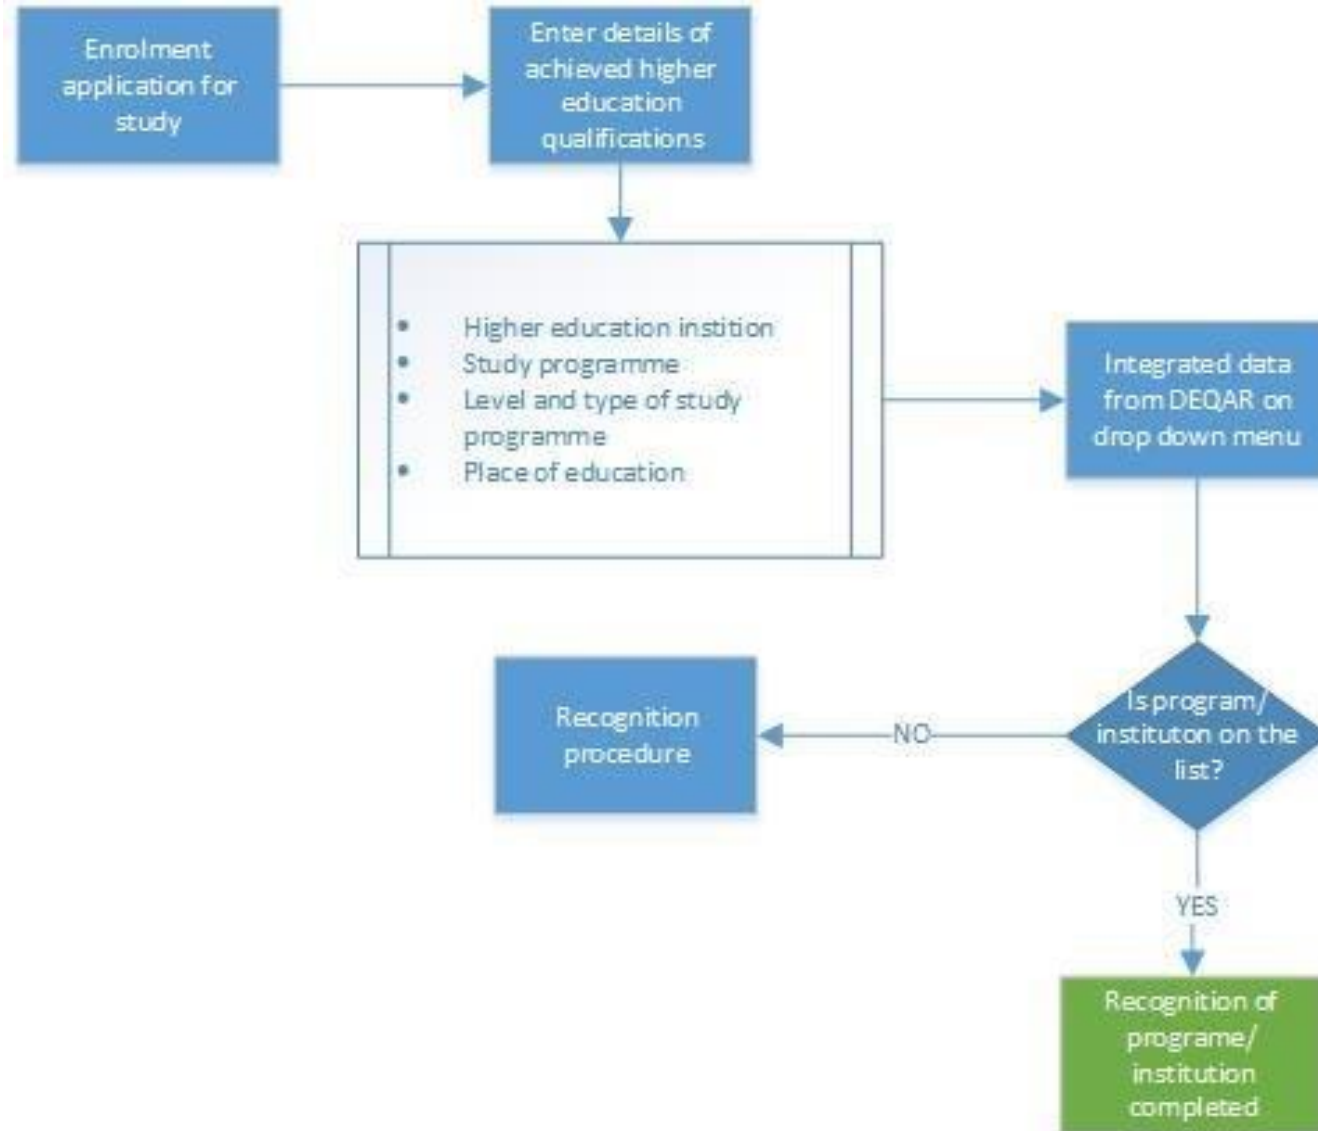 Enrolment
application for
study
Enter details of
achieved higher
education
qualifications
• Higher education instition
• Study programme
• Level and type of study
programme
• Place of education
Integrated data
from DEQAR on
drop down menu
Is program/
instituton on the
list?
NO
Recognition
procedure
YES
Recognition of
programe/
institution
completed